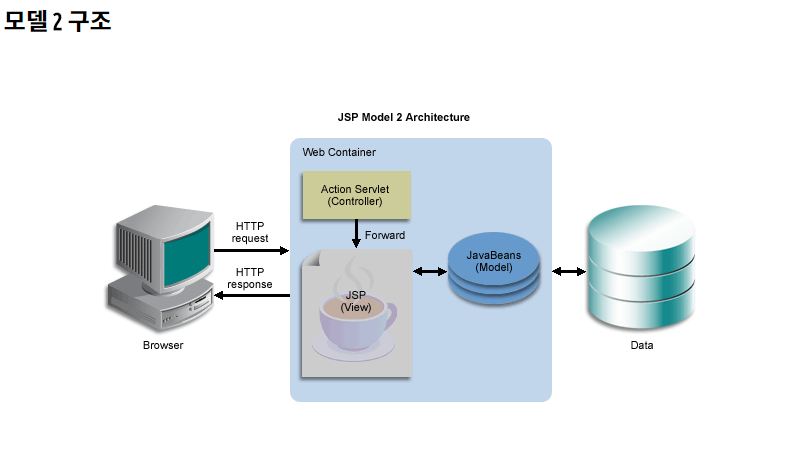 모델 2 구조
JSP Model 2 Architecture
Web Container
Action Servlet
(Controller)
HTTP
request
Forward
HTTP
response
JSP
(View)
JavaBeans
(Model)
Browser
Data